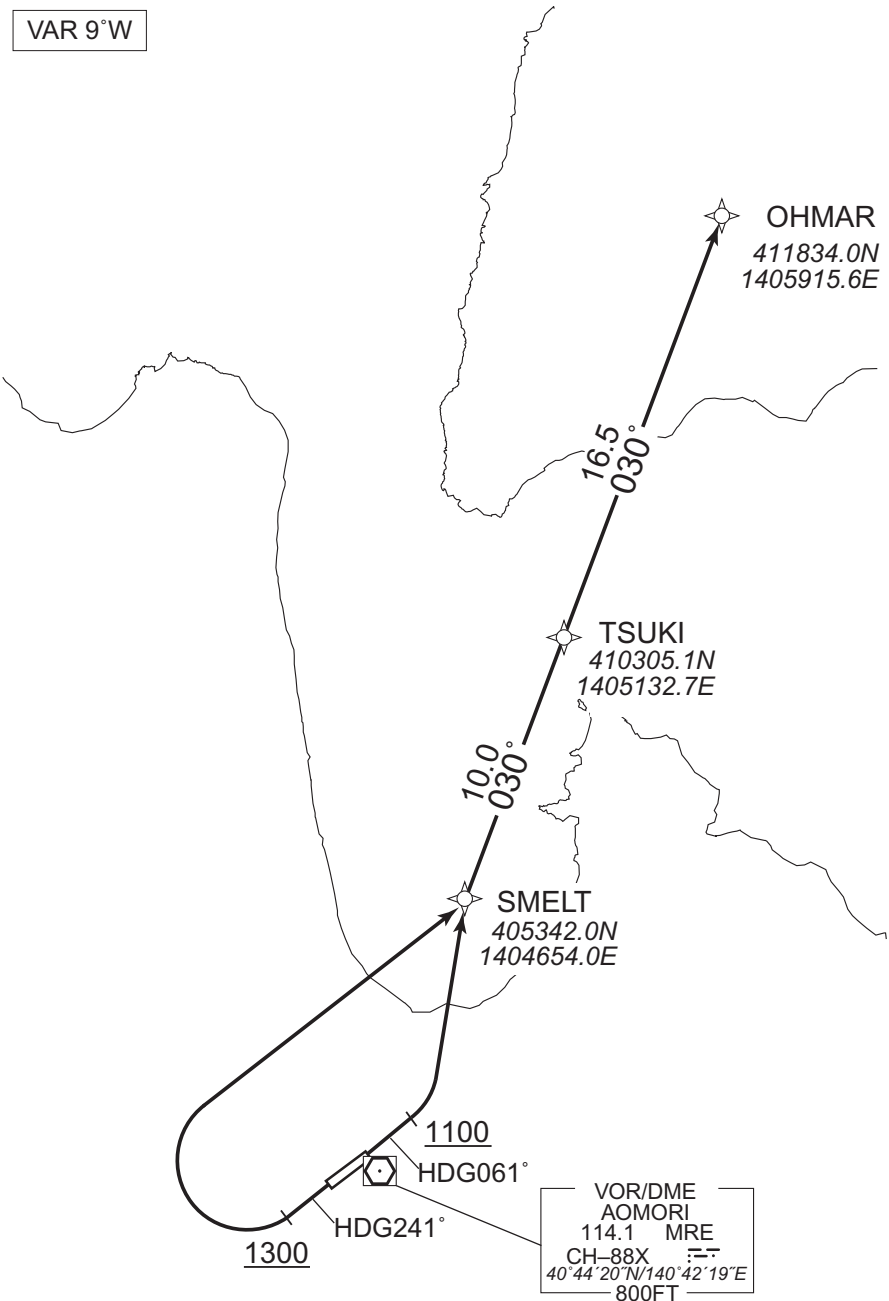 VAR 9°W
OHMAR
411834.0N
1405915.6E
16.5
030°
TSUKI
410305.1N
1405132.7E
10.0
030°
SMELT
405342.0N
1404654.0E
1100
HDG061°
HDG241°
1300
VOR/DME
AOMORI
114.1 MRE
CH–88X
40°44´20˝N/140°42´19˝E
800FT